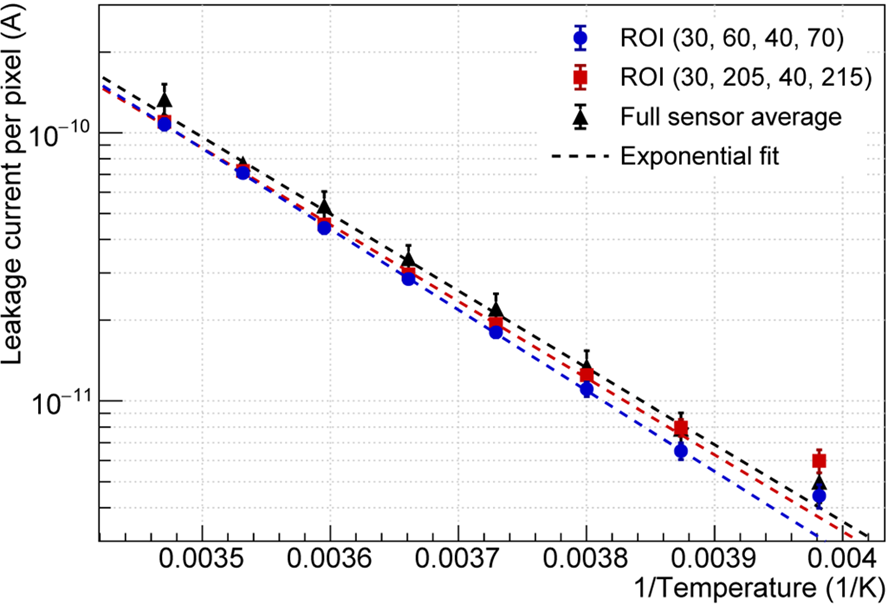 Leakage current per pixel (A)
10⁻¹⁰
10⁻¹¹
ROI (30, 60, 40, 70)
ROI (30, 205, 40, 215)
Full sensor average
Exponential fit
0.0035 0.0036 0.0037 0.0038 0.0039 0.004
1/Temperature (1/K)